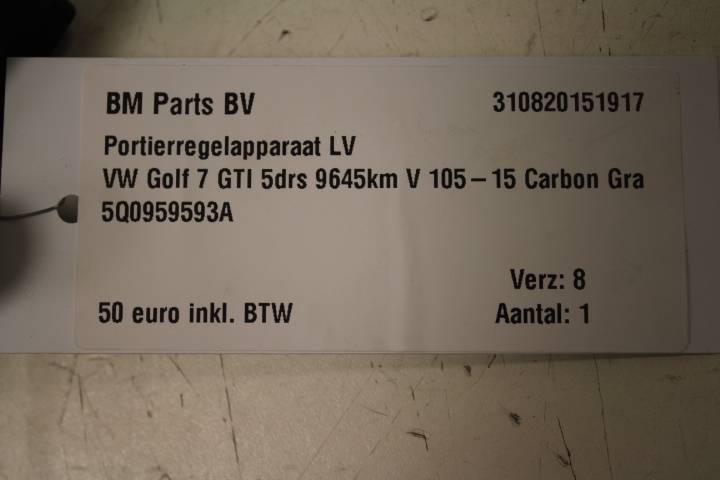 BM Parts BV 310820151917
Portierregelapparaat LV
VW Golf 7 GTI 5drs 9645km V 105-15 Carbon Gra
5Q0959593A
Verz: 8
50 euro inkl. BTW Aantal: 1